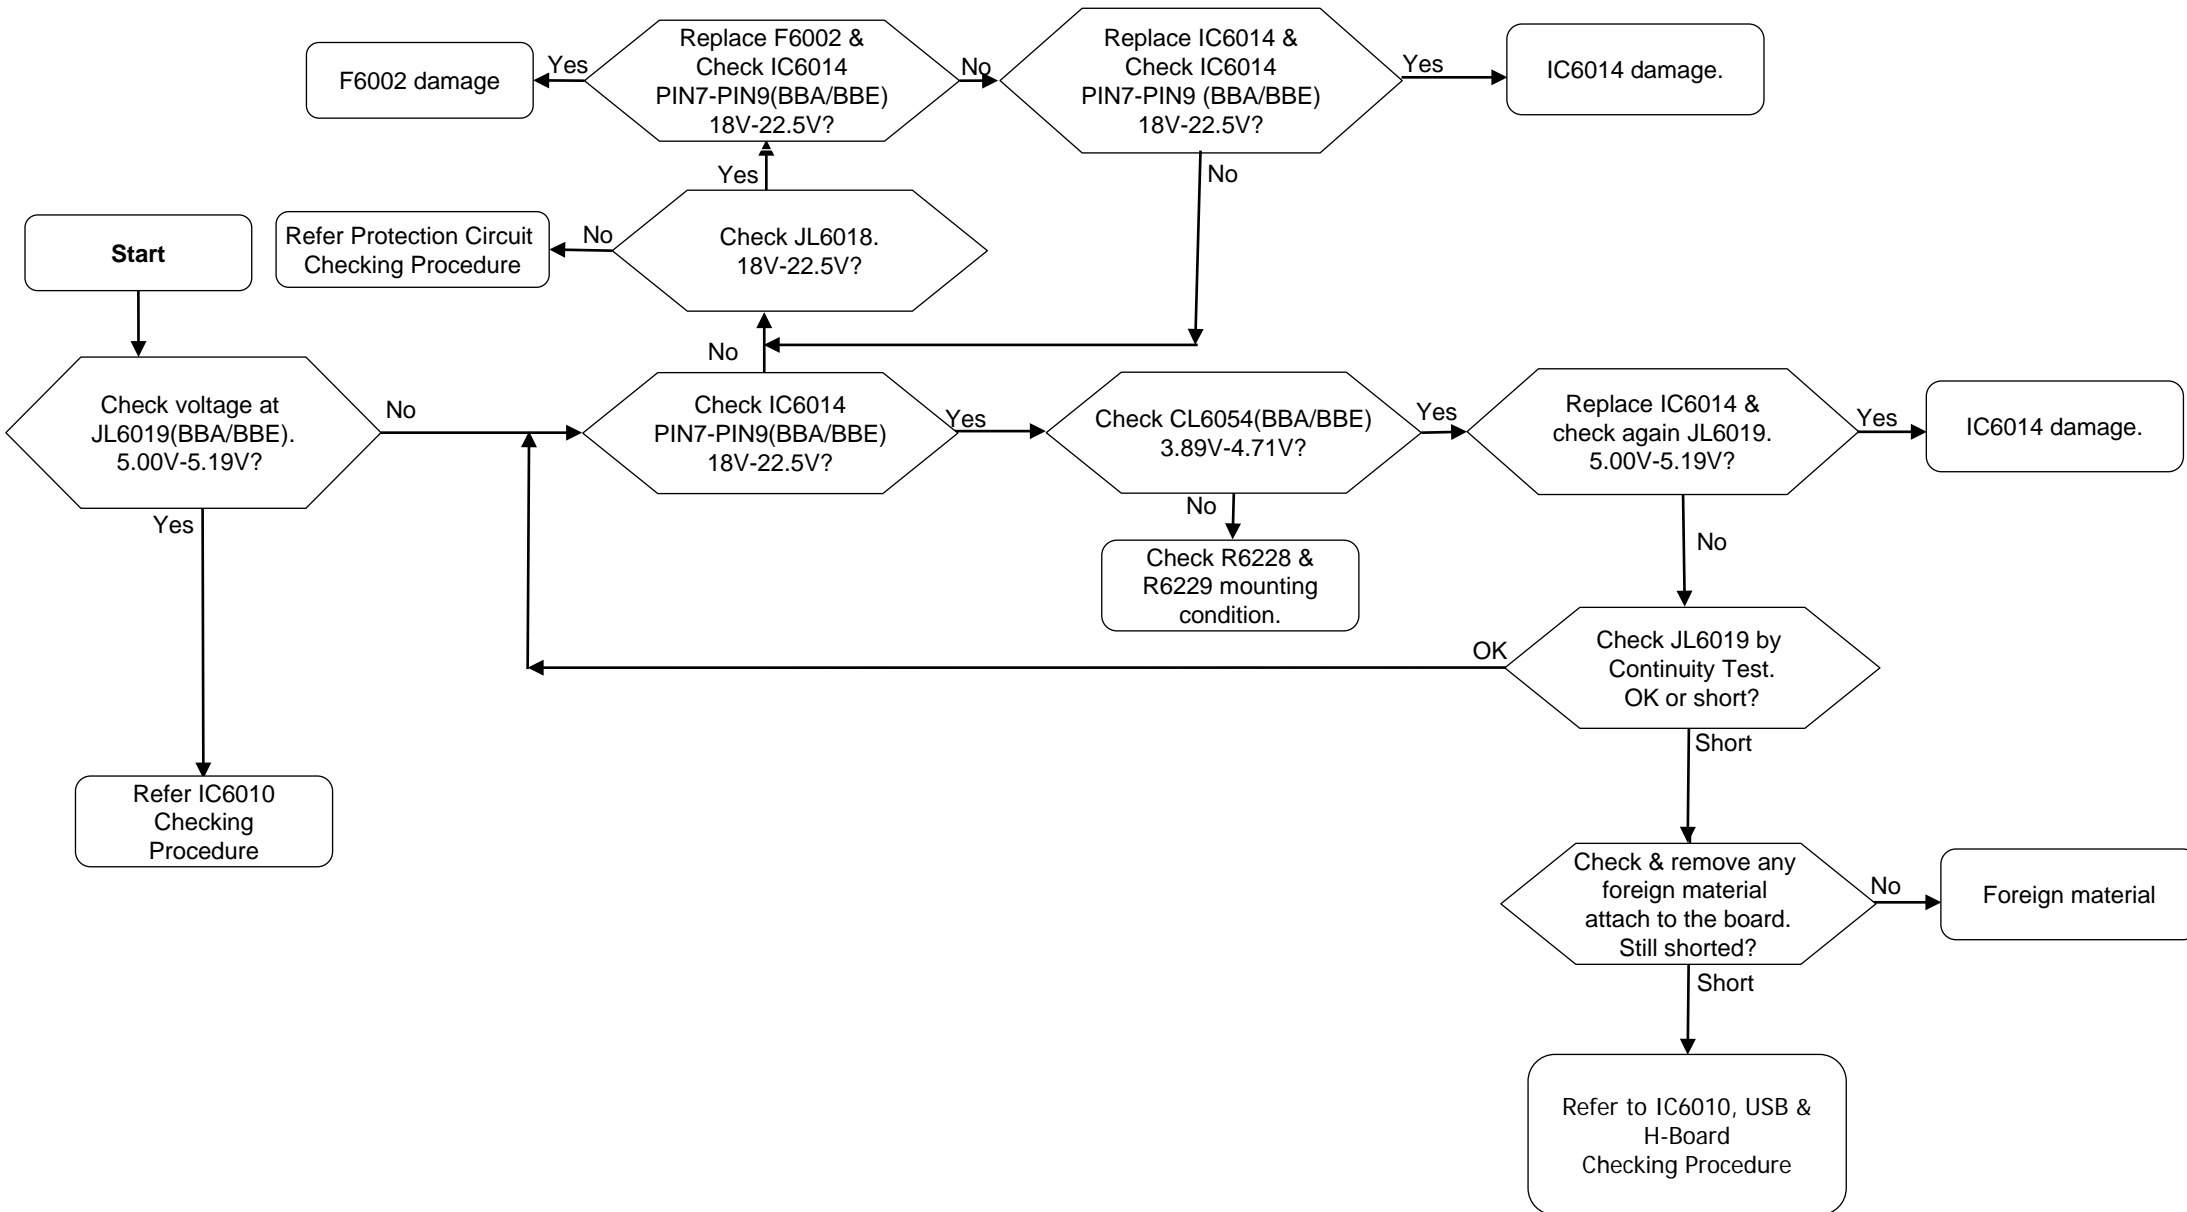 Replace F6002 &
Check IC6014
PIN7-PIN9(BBA/BBE)
18V-22.5V?
Replace IC6014 &
Check IC6014
PIN7-PIN9 (BBA/BBE)
18V-22.5V?
F6002 damage
Yes
No
Yes
IC6014 damage.
Yes
No
Start
Refer Protection Circuit
Checking Procedure
No
Check JL6018.
18V-22.5V?
No
Check voltage at
JL6019(BBA/BBE).
5.00V-5.19V?
No
Check IC6014
PIN7-PIN9(BBA/BBE)
18V-22.5V?
Yes
Check CL6054(BBA/BBE)
3.89V-4.71V?
Yes
Replace IC6014 &
check again JL6019.
5.00V-5.19V?
Yes
IC6014 damage.
Yes
No
No
Check R6228 &
R6229 mounting
condition.
OK
Check JL6019 by
Continuity Test.
OK or short?
Short
Refer IC6010
Checking
Procedure
Check & remove any
foreign material
attach to the board.
Still shorted?
No
Foreign material
Short
Refer to IC6010, USB &
H-Board
Checking Procedure